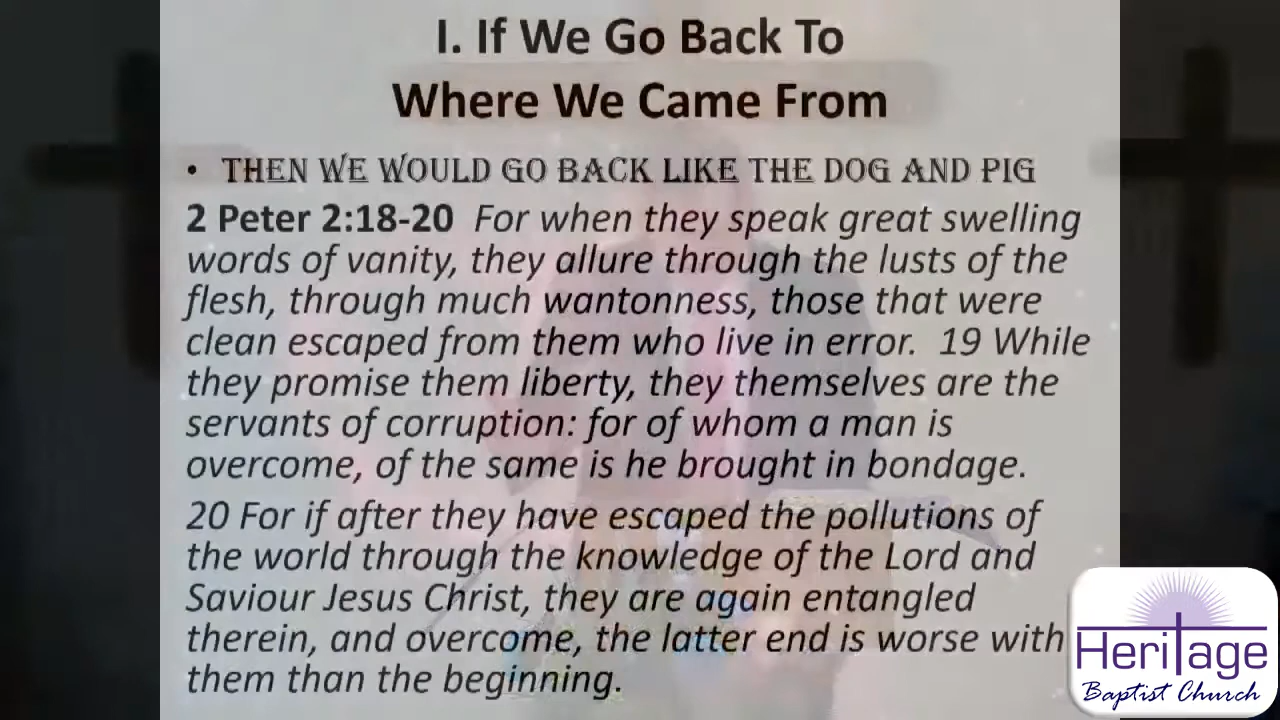 I. If We Go Back To
Where We Came From
• THEN WE WOULD GO BACK LIKE THE DOG AND PIG
2 Peter 2:18-20 For when they speak great swelling
words of vanity, they allure through the lusts of the
flesh, through much wantonness, those that were
clean escaped from them who live in error. 19 While
they promise them liberty, they themselves are the
servants of corruption: for of whom a man is
overcome, of the same is he brought in bondage.
20 For if after they have escaped the pollutions of
the world through the knowledge of the Lord and
Saviour Jesus Christ, they are again entangled
therein, and overcome, the latter end is worse with
them than the beginning.
Heritage
Baptist Church